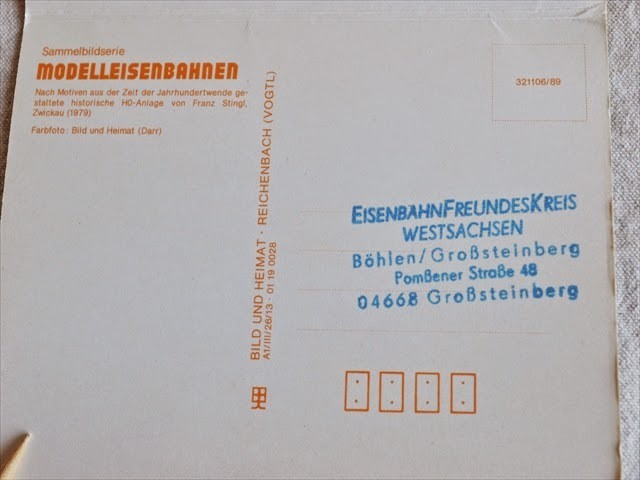 Sammelbildserie
MODELLEISENBAHNEN
Nach Motiven aus der Zeit der Jahrhundertwende ge-
staltete historische H0-Anlage von Franz Stingl,
Zwickau (1979)
Farbfoto: Bild und Heimat (Darr)
BILD UND HEIMAT · REICHENBACH (VOGTL)
A1/III/26/13 · 01 19 0028
321106/89
EISENBAHNFREUNDESKREIS
WESTSACHSEN
Böhlen/Großsteinberg
Pomßener Straße 48
04668 Großsteinberg